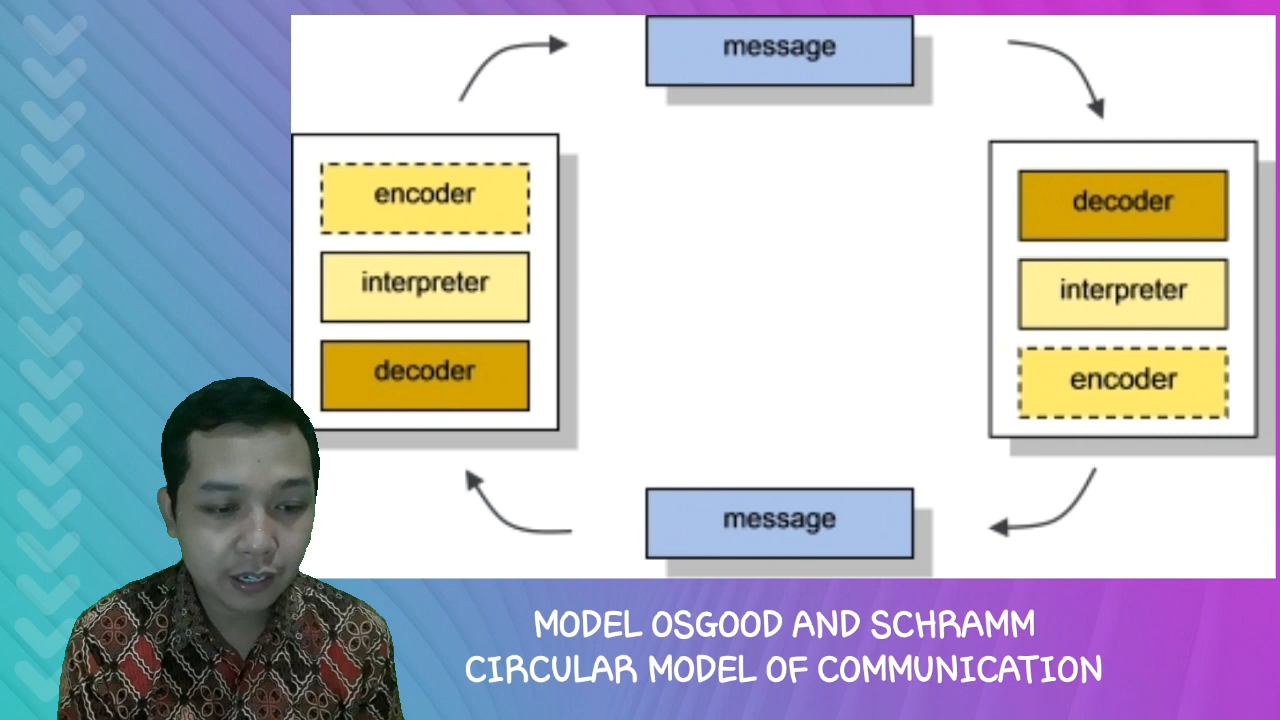 message
encoder
interpreter
decoder
decoder
interpreter
encoder
message
MODEL OSGOOD AND SCHRAMM
CIRCULAR MODEL OF COMMUNICATION